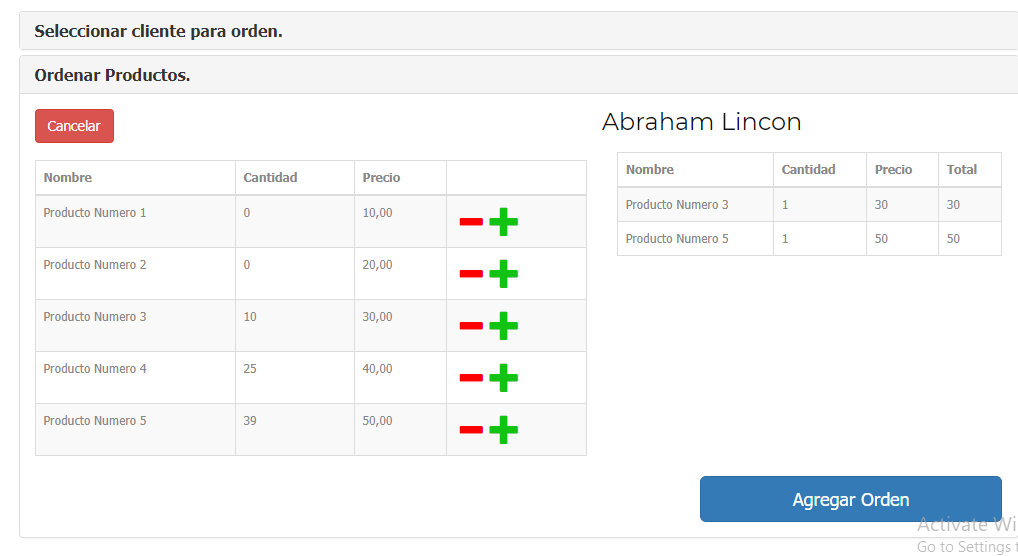 Seleccionar cliente para orden.
Ordenar Productos.
Cancelar
Nombre Cantidad Precio
Producto Numero 1 0 10,00
Producto Numero 2 0 20,00
Producto Numero 3 10 30,00
Producto Numero 4 25 40,00
Producto Numero 5 39 50,00
Abraham Lincon
Nombre Cantidad Precio Total
Producto Numero 3 1 30 30
Producto Numero 5 1 50 50
Agregar Orden
Activate Wi
Go to Settings t